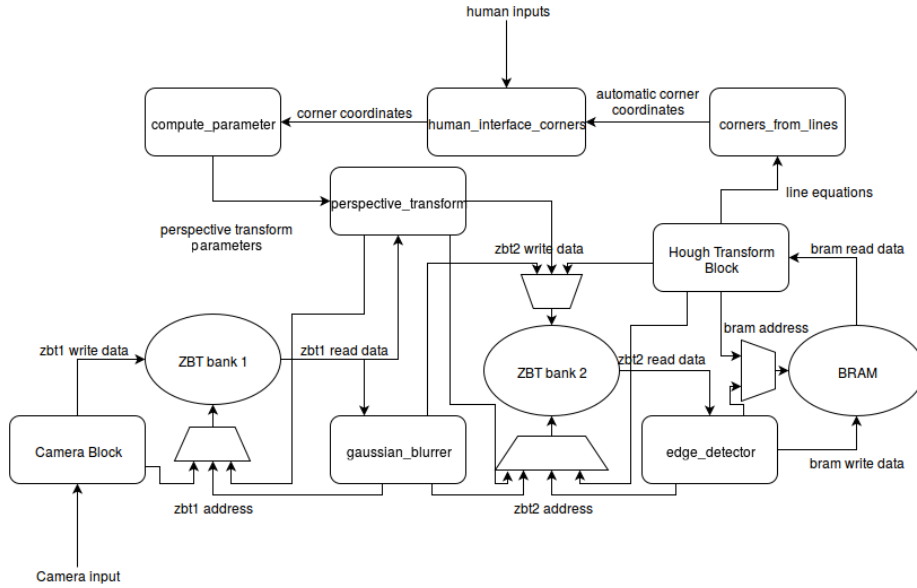 human inputs
automatic corner
coordinates
corner coordinates
compute_parameter
human_interface_corners
corners_from_lines
line equations
perspective_transform
perspective transform
parameters
zbt2 write data
Hough Transform
Block
bram read data
bram address
zbt1 write data
ZBT bank 1
zbt1 read data
ZBT bank 2
zbt2 read data
BRAM
Camera Block
gaussian_blurrer
edge_detector
bram write data
zbt1 address
zbt2 address
Camera input